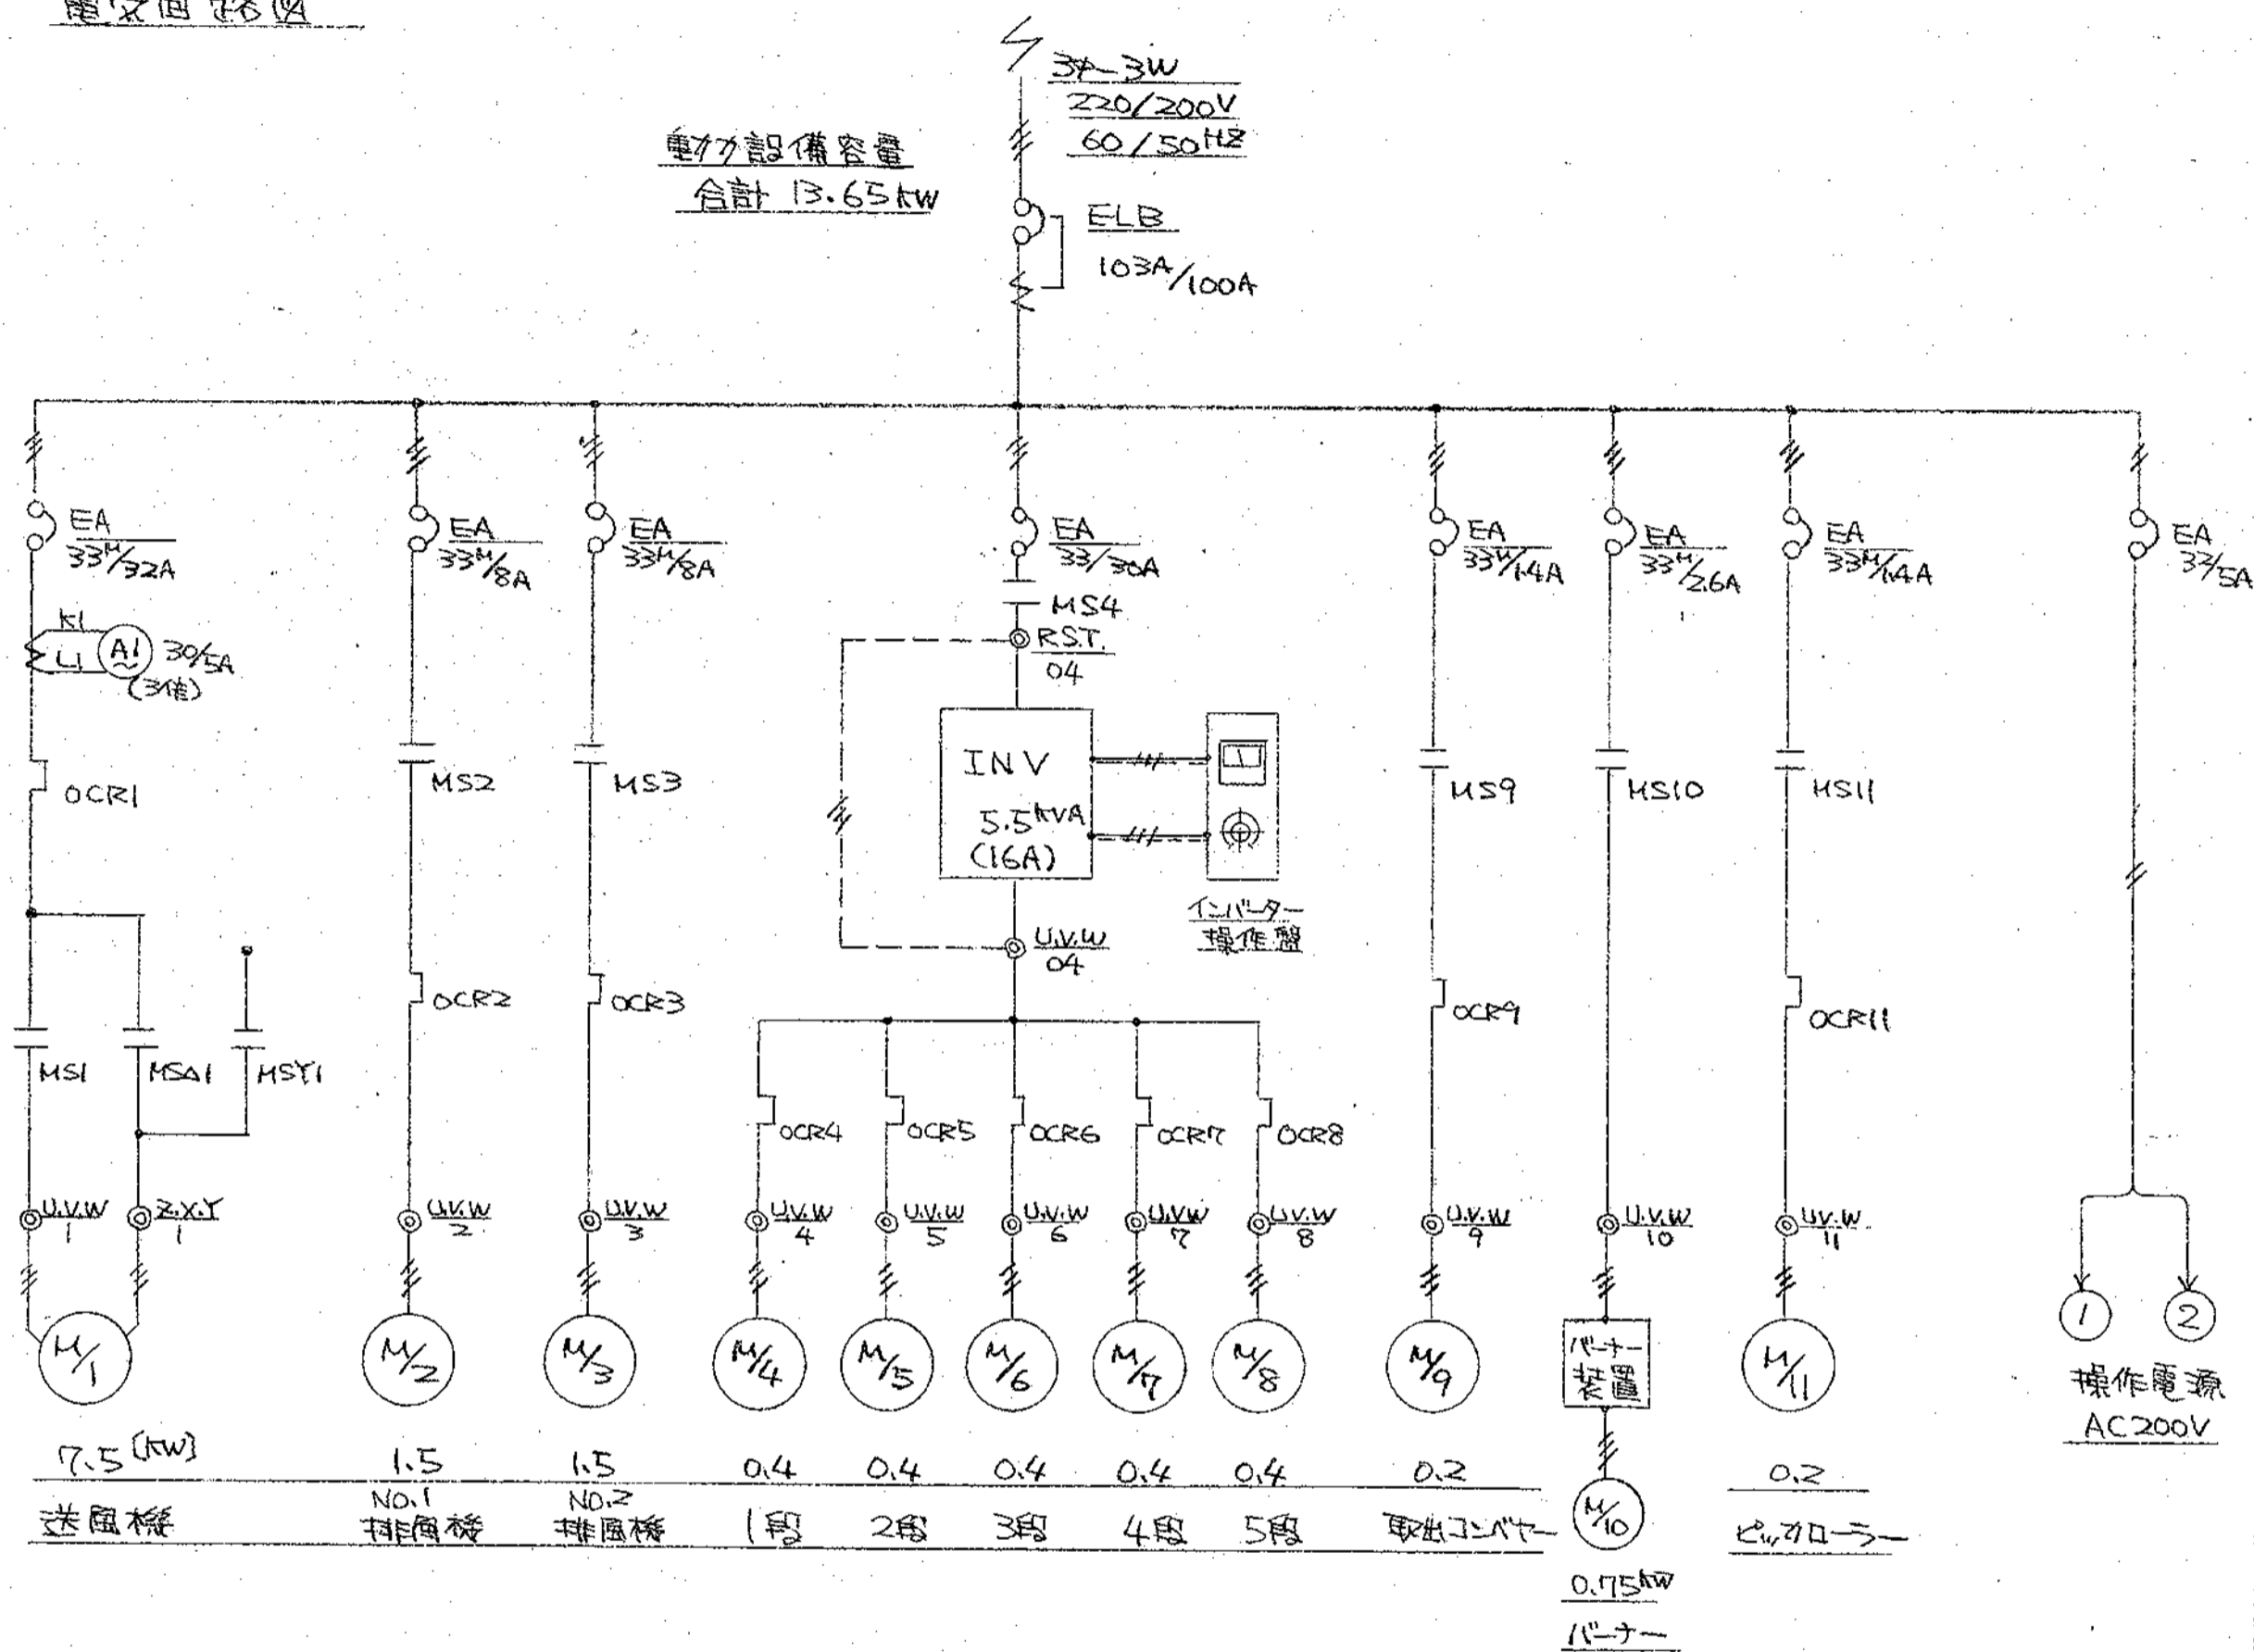 電気回路図
3φ-3W
220/200V
60/50HZ
動力設備容量
合計 13.65kW
ELB
103A/100A
EA
33M/32A
EA
33M/8A
EA
33M/8A
EA
33/30A
EA
33M/1.4A
EA
33M/2.6A
EA
33M/1.4A
EA
32/5A
K1
L1
A1
30/5A
(3倍)
MS4
R.S.T.
04
OCR1
MS2
MS3
INV
5.5KVA
(16A)
インバーター
操作盤
MS9
MS10
MS11
U.V.W
04
OCR2
OCR3
OCR9
OCR11
MS1
MSΔ1
MSY1
OCR4
OCR5
OCR6
OCR7
OCR8
U.V.W
1
Z.X.Y
1
U.V.W
2
U.V.W
3
U.V.W
4
U.V.W
5
U.V.W
6
U.V.W
7
U.V.W
8
U.V.W
9
U.V.W
10
U.V.W
11
M/1
M/2
M/3
M/4
M/5
M/6
M/7
M/8
M/9
バーナー
装置
M/11
1
2
操作電源
AC200V
7.5 [KW]
1.5
1.5
0.4
0.4
0.4
0.4
0.4
0.2
0.2
送風機
NO.1
排風機
NO.2
排風機
1段
2段
3段
4段
5段
取出コンベヤー
M/10
ピッカローラー
0.75kW
バーナー